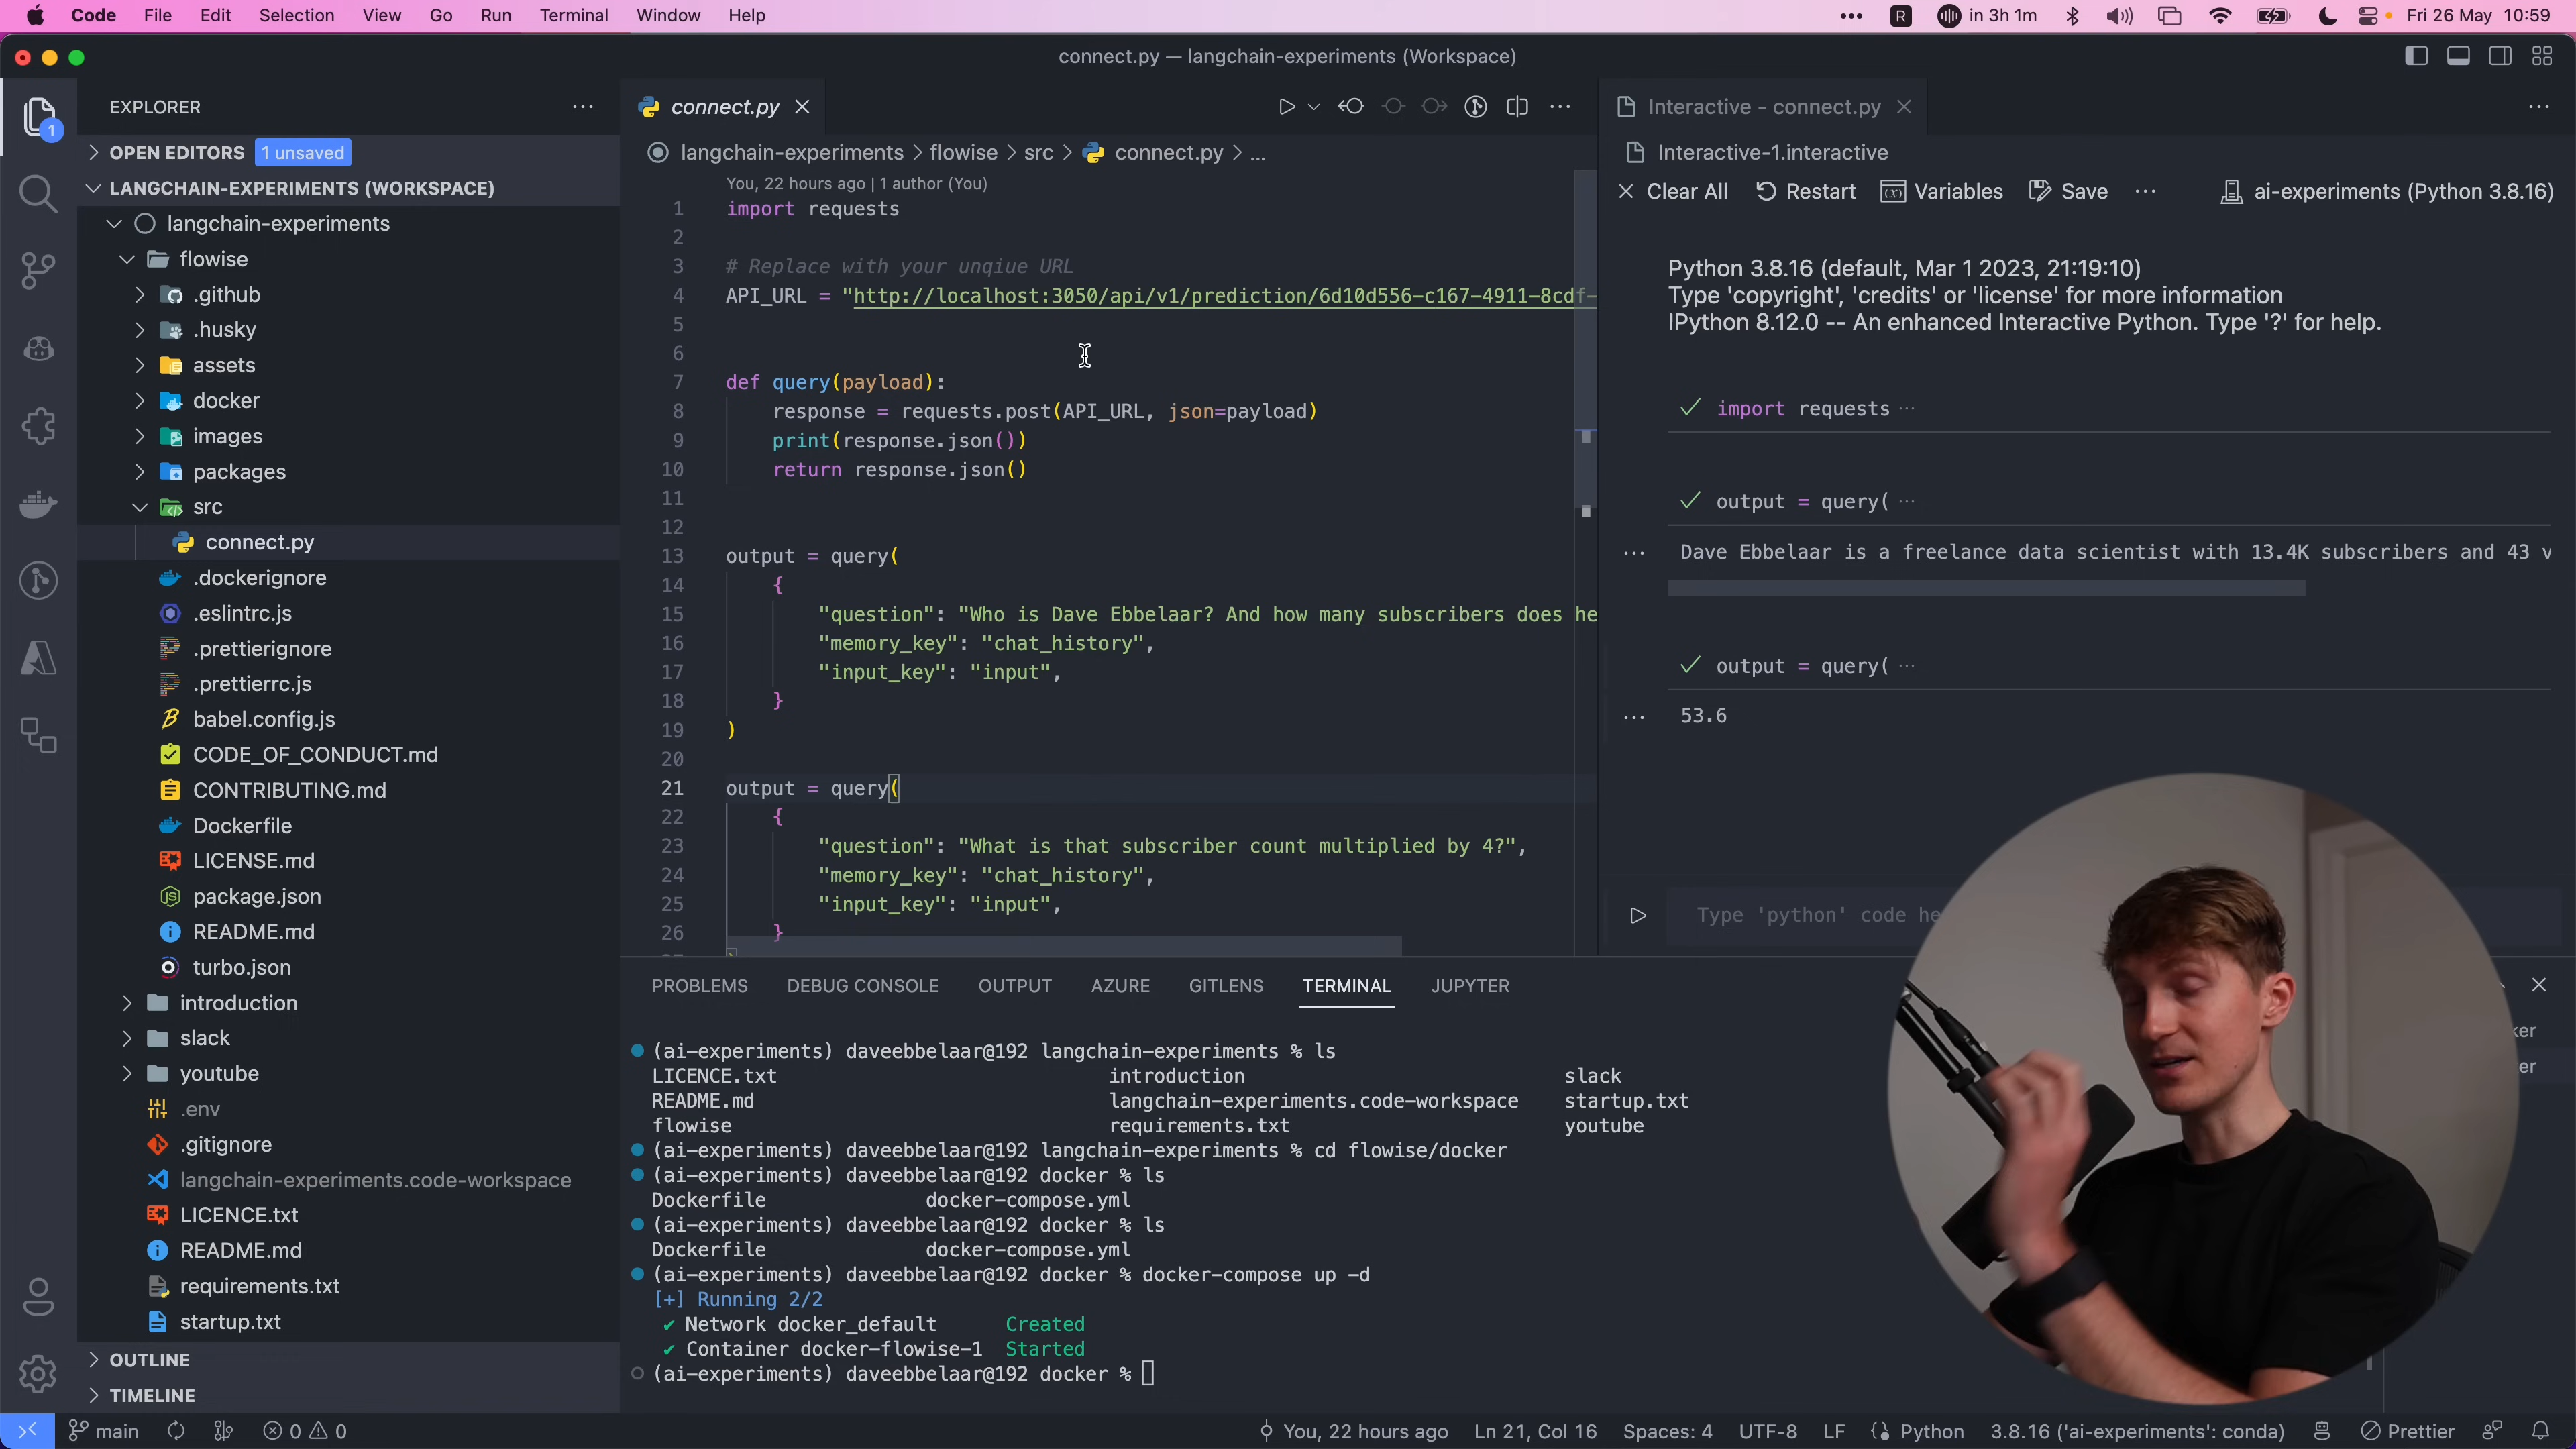 Code File Edit Selection View Go Run Terminal Window Help
R in 3h 1m Fri 26 May 10:59
connect.py — langchain-experiments (Workspace)
EXPLORER
1
OPEN EDITORS 1 unsaved
LANGCHAIN-EXPERIMENTS (WORKSPACE)
langchain-experiments
flowise
.github
.husky
assets
docker
images
packages
src
connect.py
.dockerignore
.eslintrc.js
.prettierignore
.prettierrc.js
babel.config.js
CODE_OF_CONDUCT.md
CONTRIBUTING.md
Dockerfile
LICENSE.md
package.json
README.md
turbo.json
introduction
slack
youtube
.env
.gitignore
langchain-experiments.code-workspace
LICENCE.txt
README.md
requirements.txt
startup.txt
OUTLINE
TIMELINE
connect.py
langchain-experiments > flowise > src > connect.py > ...
You, 22 hours ago | 1 author (You)
1 import requests
2
3 # Replace with your unqiue URL
4 API_URL = "http://localhost:3050/api/v1/prediction/6d10d556-c167-4911-8cdf-
5
6
7 def query(payload):
8 response = requests.post(API_URL, json=payload)
9 print(response.json())
10 return response.json()
11
12
13 output = query(
14 {
15 "question": "Who is Dave Ebbelaar? And how many subscribers does he
16 "memory_key": "chat_history",
17 "input_key": "input",
18 }
19 )
20
21 output = query(
22 {
23 "question": "What is that subscriber count multiplied by 4?",
24 "memory_key": "chat_history",
25 "input_key": "input",
26 }
Interactive - connect.py
Interactive-1.interactive
Clear All Restart Variables Save ··· ai-experiments (Python 3.8.16)
Python 3.8.16 (default, Mar 1 2023, 21:19:10)
Type 'copyright', 'credits' or 'license' for more information
IPython 8.12.0 -- An enhanced Interactive Python. Type '?' for help.
import requests ···
output = query( ···
Dave Ebbelaar is a freelance data scientist with 13.4K subscribers and 43 v
output = query( ···
53.6
Type 'python' code he
PROBLEMS DEBUG CONSOLE OUTPUT AZURE GITLENS TERMINAL JUPYTER
(ai-experiments) daveebbelaar@192 langchain-experiments % ls
LICENCE.txt introduction slack
README.md langchain-experiments.code-workspace startup.txt
flowise requirements.txt youtube
(ai-experiments) daveebbelaar@192 langchain-experiments % cd flowise/docker
(ai-experiments) daveebbelaar@192 docker % ls
Dockerfile docker-compose.yml
(ai-experiments) daveebbelaar@192 docker % ls
Dockerfile docker-compose.yml
(ai-experiments) daveebbelaar@192 docker % docker-compose up -d
[+] Running 2/2
✔ Network docker_default Created
✔ Container docker-flowise-1 Started
(ai-experiments) daveebbelaar@192 docker %
ker
er
main 0 0 You, 22 hours ago Ln 21, Col 16 Spaces: 4 UTF-8 LF Python 3.8.16 ('ai-experiments': conda) Prettier